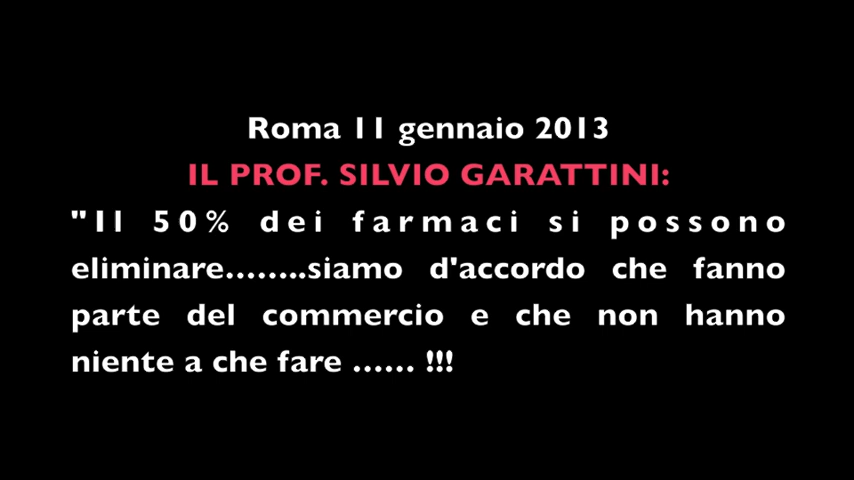 Roma 11 gennaio 2013
IL PROF. SILVIO GARATTINI:
"Il 50% dei farmaci si possono
eliminare........siamo d'accordo che fanno
parte del commercio e che non hanno
niente a che fare ...... !!!